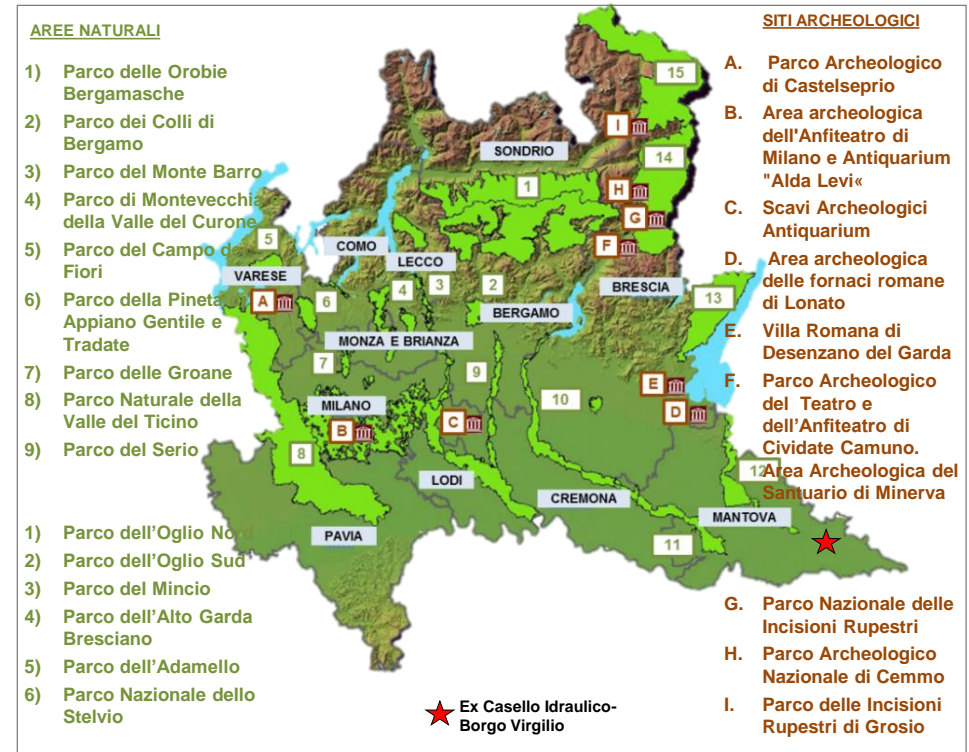 AREE NATURALI
1) Parco delle Orobie
Bergamasche
2) Parco dei Colli di
Bergamo
3) Parco del Monte Barro
4) Parco di Montevecchia
della Valle del Curone
5) Parco del Campo dei
Fiori
6) Parco della Pineta
Appiano Gentile e
Tradate
7) Parco delle Groane
8) Parco Naturale della
Valle del Ticino
9) Parco del Serio
1) Parco dell'Oglio Nord
2) Parco dell'Oglio Sud
3) Parco del Mincio
4) Parco dell'Alto Garda
Bresciano
5) Parco dell'Adamello
6) Parco Nazionale dello
Stelvio
15
I
SONDRIO
14
1
H
G
5
COMO
F
LECCO
VARESE
4
3
2
BRESCIA
A
6
BERGAMO
13
MONZA E BRIANZA
7
9
E
10
MILANO
D
B
C
8
12
LODI
CREMONA
MANTOVA
PAVIA
11
Ex Casello Idraulico-
Borgo Virgilio
SITI ARCHEOLOGICI
A. Parco Archeologico
di Castelseprio
B. Area archeologica
dell'Anfiteatro di
Milano e Antiquarium
"Alda Levi«
C. Scavi Archeologici
Antiquarium
D. Area archeologica
delle fornaci romane
di Lonato
E. Villa Romana di
Desenzano del Garda
F. Parco Archeologico
del Teatro e
dell'Anfiteatro di
Cividate Camuno.
Area Archeologica del
Santuario di Minerva
G. Parco Nazionale delle
Incisioni Rupestri
H. Parco Archeologico
Nazionale di Cemmo
I. Parco delle Incisioni
Rupestri di Grosio